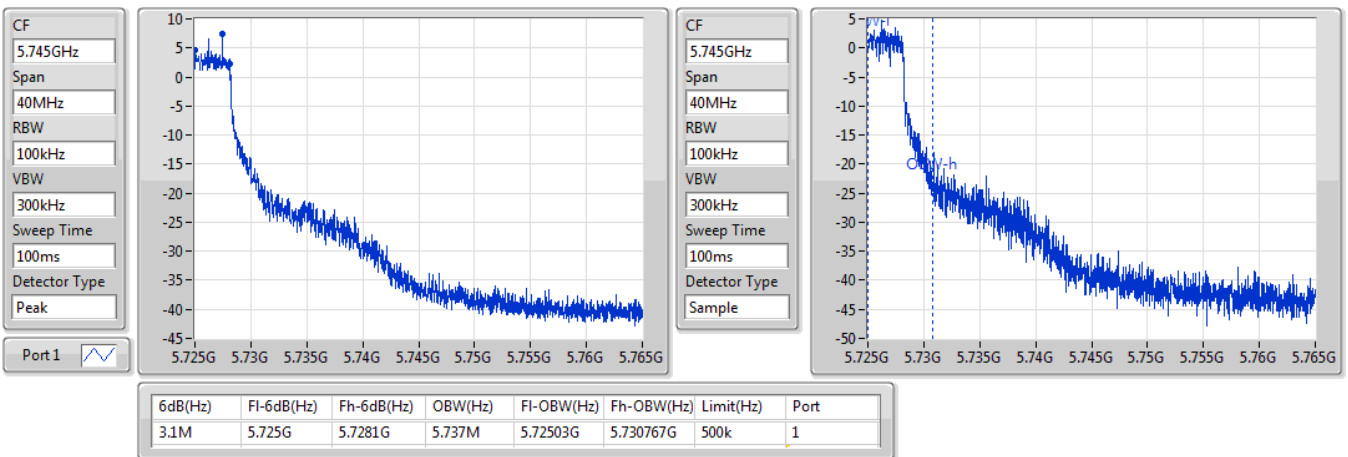 CF
5.745GHz
Span
40MHz
RBW
100kHz
VBW
300kHz
Sweep Time
100ms
Detector Type
Peak
Port 1
10
5
0
-5
-10
-15
-20
-25
-30
-35
-40
-45
5.725G 5.73G 5.735G 5.74G 5.745G 5.75G 5.755G 5.76G 5.765G
CF
5.745GHz
Span
40MHz
RBW
100kHz
VBW
300kHz
Sweep Time
100ms
Detector Type
Sample
5
0
-5
-10
-15
-20
-25
-30
-35
-40
-45
-50
5.725G 5.73G 5.735G 5.74G 5.745G 5.75G 5.755G 5.76G 5.765G
6dB(Hz) Fl-6dB(Hz) Fh-6dB(Hz) OBW(Hz) Fl-OBW(Hz) Fh-OBW(Hz) Limit(Hz) Port
3.1M 5.725G 5.7281G 5.737M 5.72503G 5.730767G 500k 1